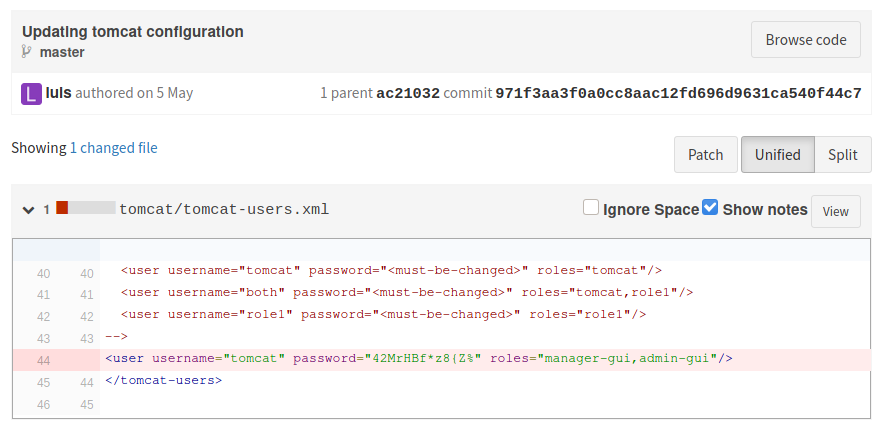 Updating tomcat configuration
master
Browse code
L luis authored on 5 May 1 parent ac21032 commit 971f3aa3f0a0cc8aac12fd696d9631ca540f44c7
Showing 1 changed file
Patch Unified Split
1 tomcat/tomcat-users.xml Ignore Space Show notes View
40 40 <user username="tomcat" password="<must-be-changed>" roles="tomcat"/>
41 41 <user username="both" password="<must-be-changed>" roles="tomcat,role1"/>
42 42 <user username="role1" password="<must-be-changed>" roles="role1"/>
43 43 -->
44 <user username="tomcat" password="42MrHBf*z8{Z%" roles="manager-gui,admin-gui"/>
45 44 </tomcat-users>
46 45